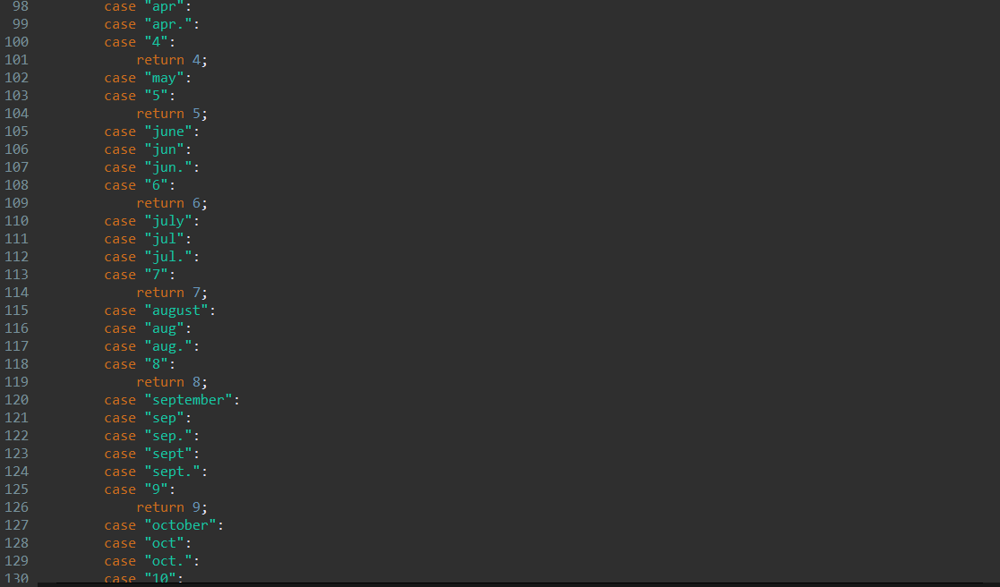 98 case "apr":
99 case "apr.":
100 case "4":
101 return 4;
102 case "may":
103 case "5":
104 return 5;
105 case "june":
106 case "jun":
107 case "jun.":
108 case "6":
109 return 6;
110 case "july":
111 case "jul":
112 case "jul.":
113 case "7":
114 return 7;
115 case "august":
116 case "aug":
117 case "aug.":
118 case "8":
119 return 8;
120 case "september":
121 case "sep":
122 case "sep.":
123 case "sept":
124 case "sept.":
125 case "9":
126 return 9;
127 case "october":
128 case "oct":
129 case "oct.":
130 case "10":